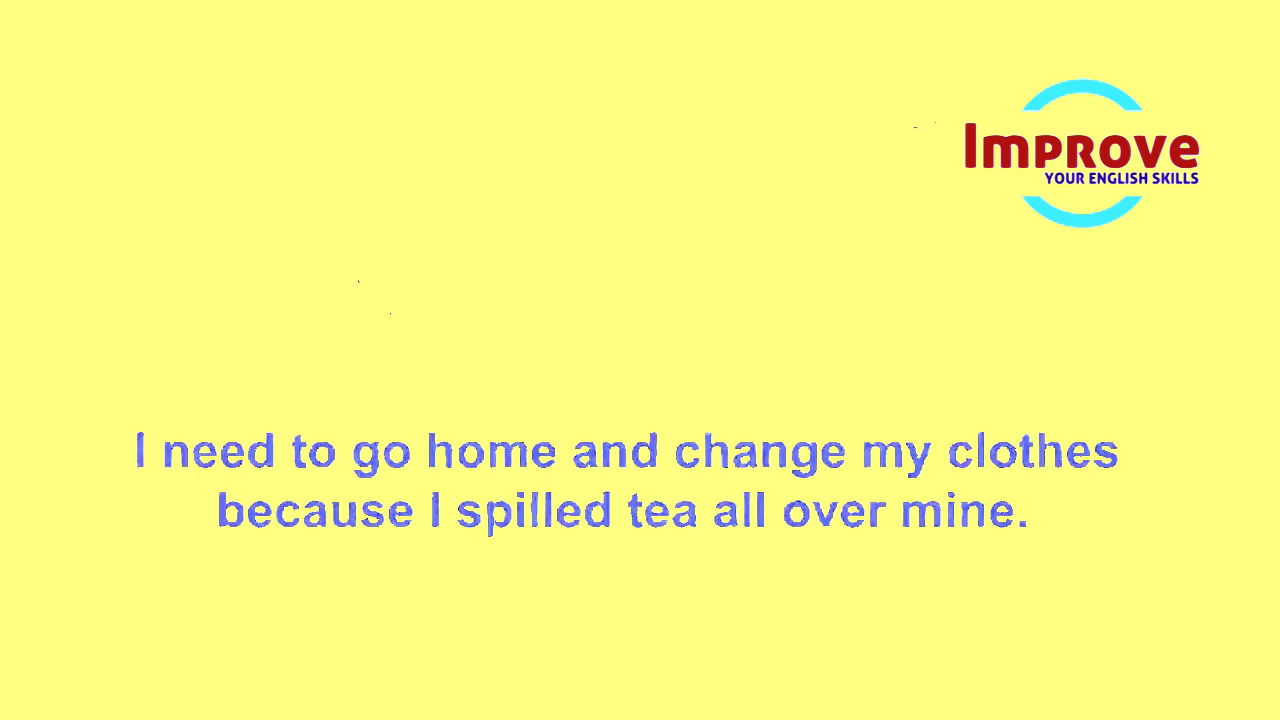 Improve
YOUR ENGLISH SKILLS
I need to go home and change my clothes
because I spilled tea all over mine.